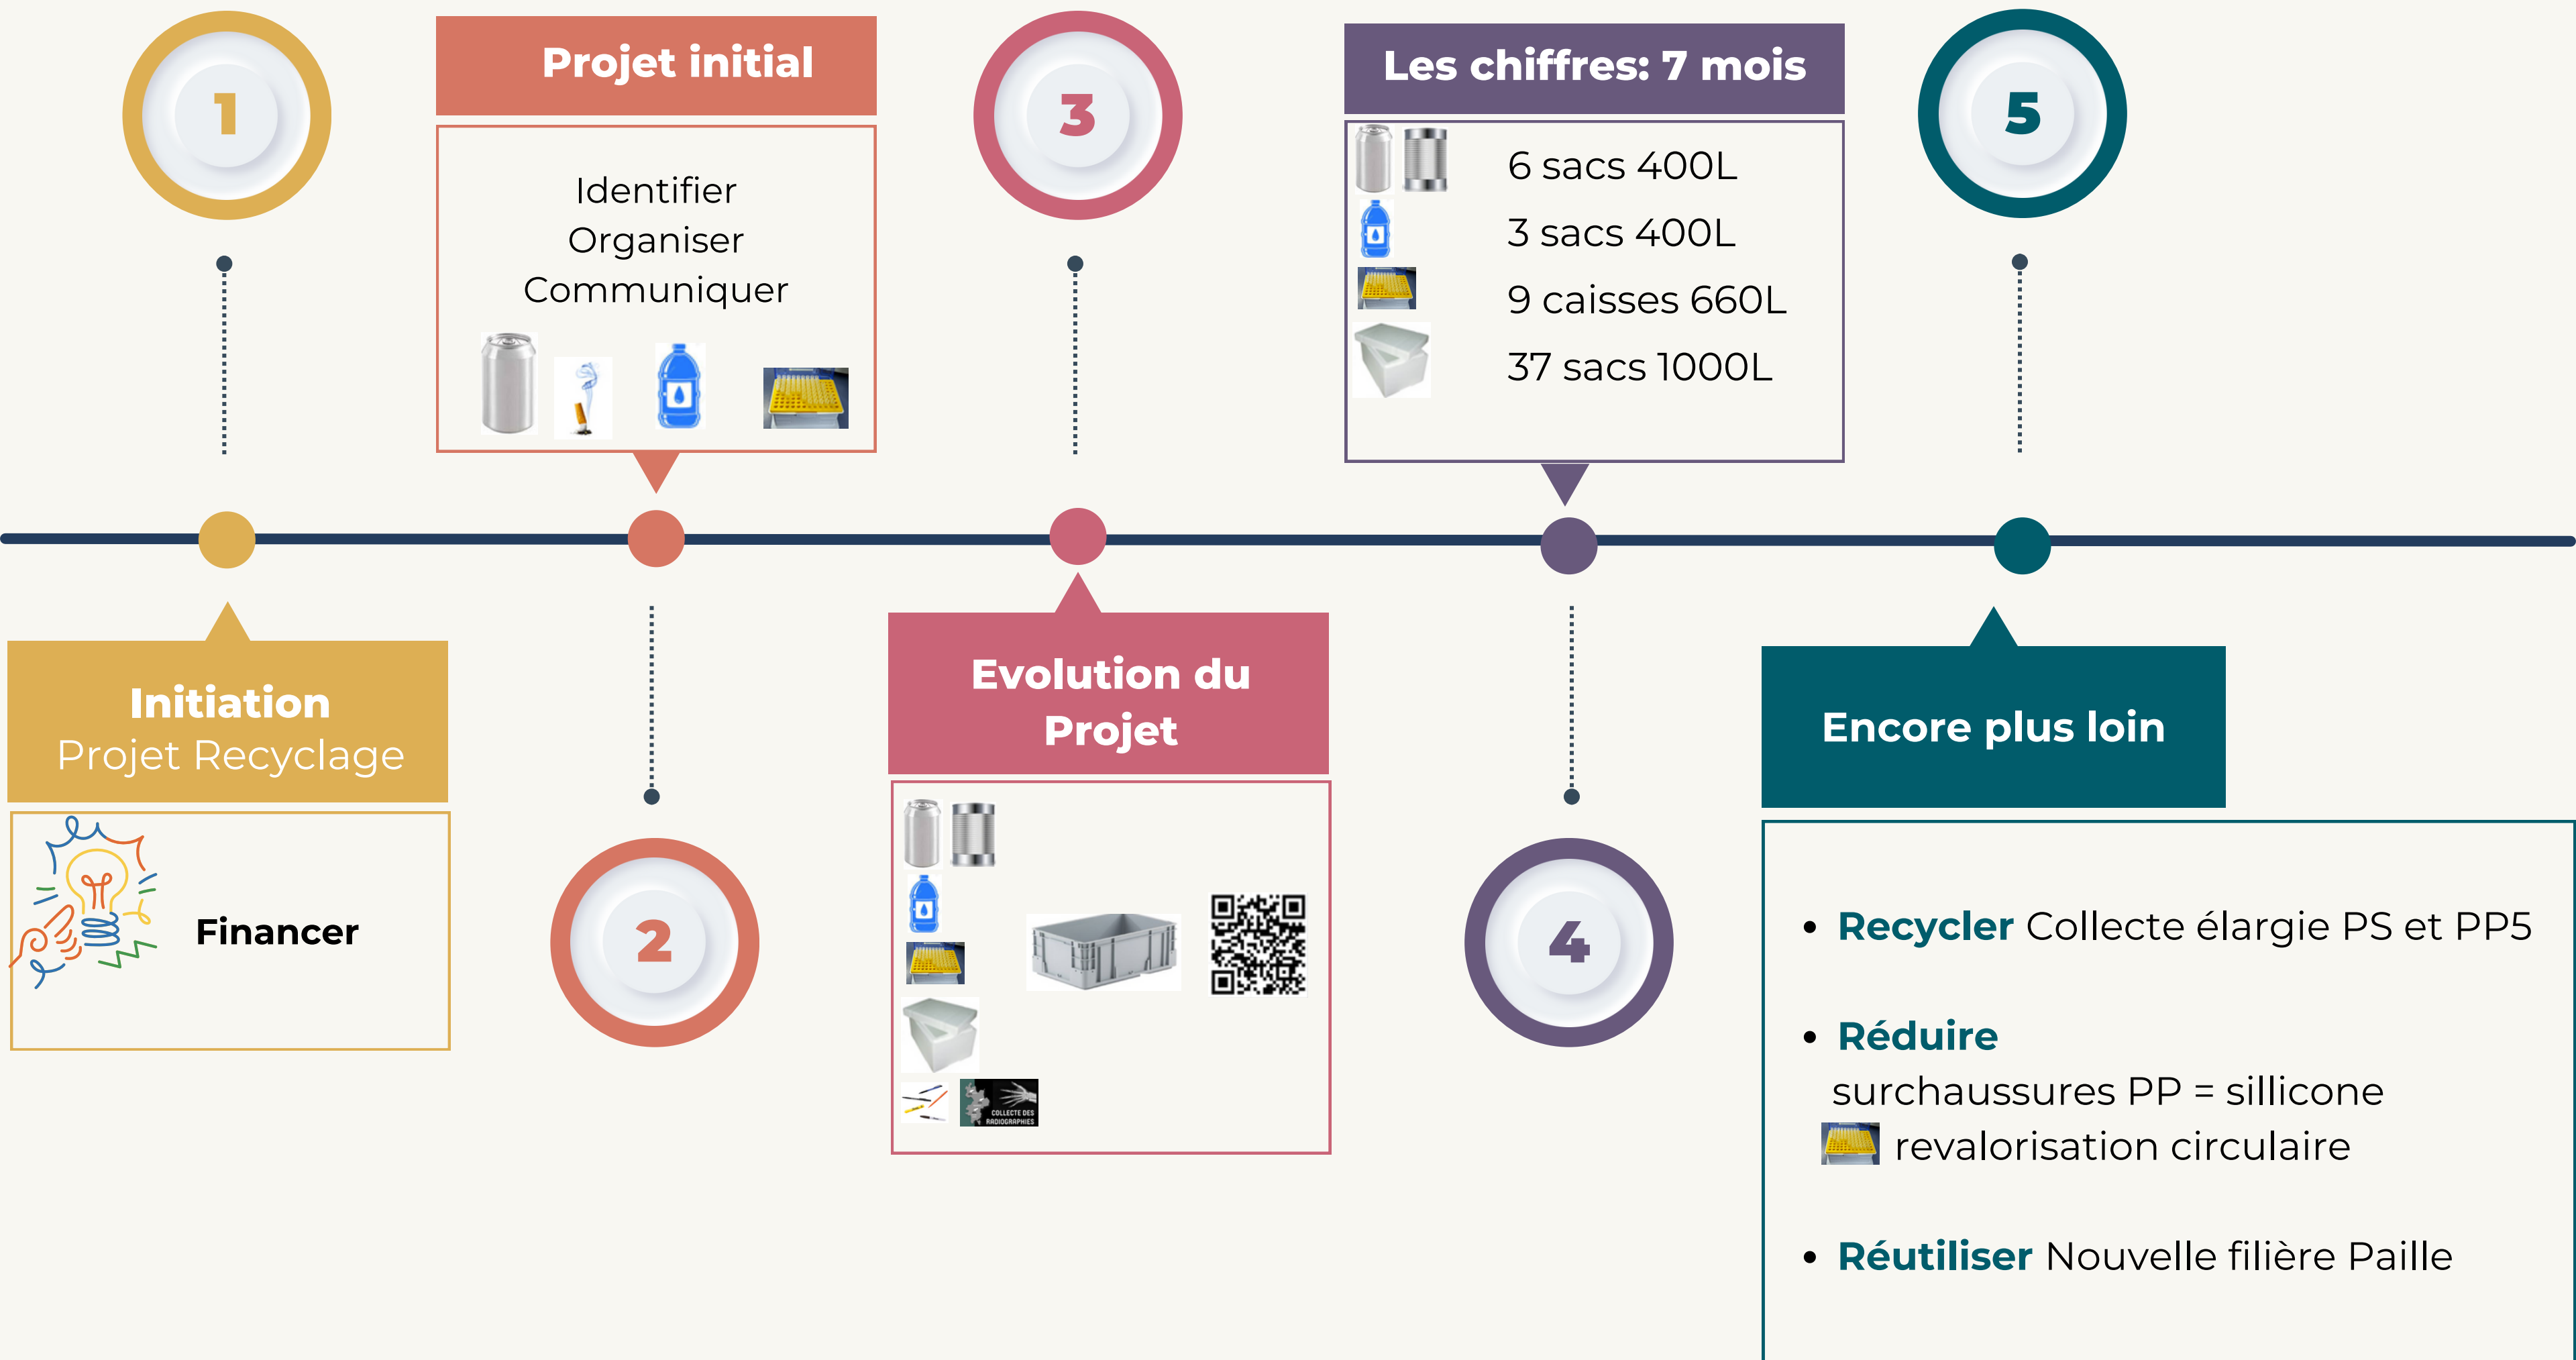 1
Projet initial
Identifier
Organiser
Communiquer
3
Les chiffres: 7 mois
6 sacs 400L
3 sacs 400L
9 caisses 660L
37 sacs 1000L
5
Initiation
Projet Recyclage
Financer
2
Evolution du
Projet
COLLECTE DES
RADIOGRAPHIES
4
Encore plus loin
• Recycler Collecte élargie PS et PP5
• Réduire
surchaussures PP = sillicone
revalorisation circulaire
• Réutiliser Nouvelle filière Paille